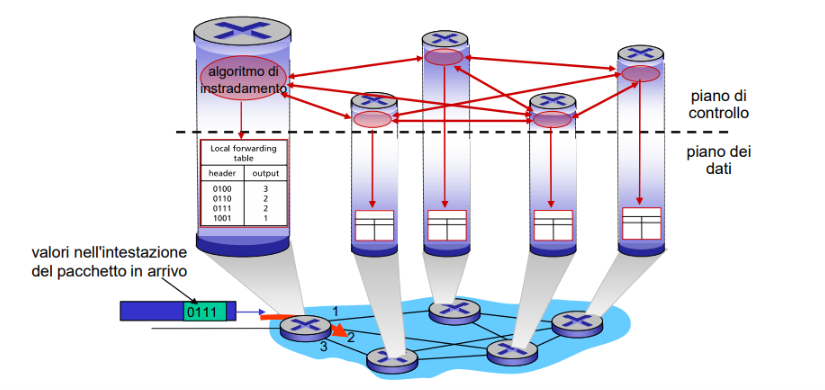 algoritmo di
instradamento
piano di
controllo
piano dei
dati
Local forwarding
table
header output
0100 3
0110 2
0111 2
1001 1
valori nell'intestazione
del pacchetto in arrivo
0111
1
2
3